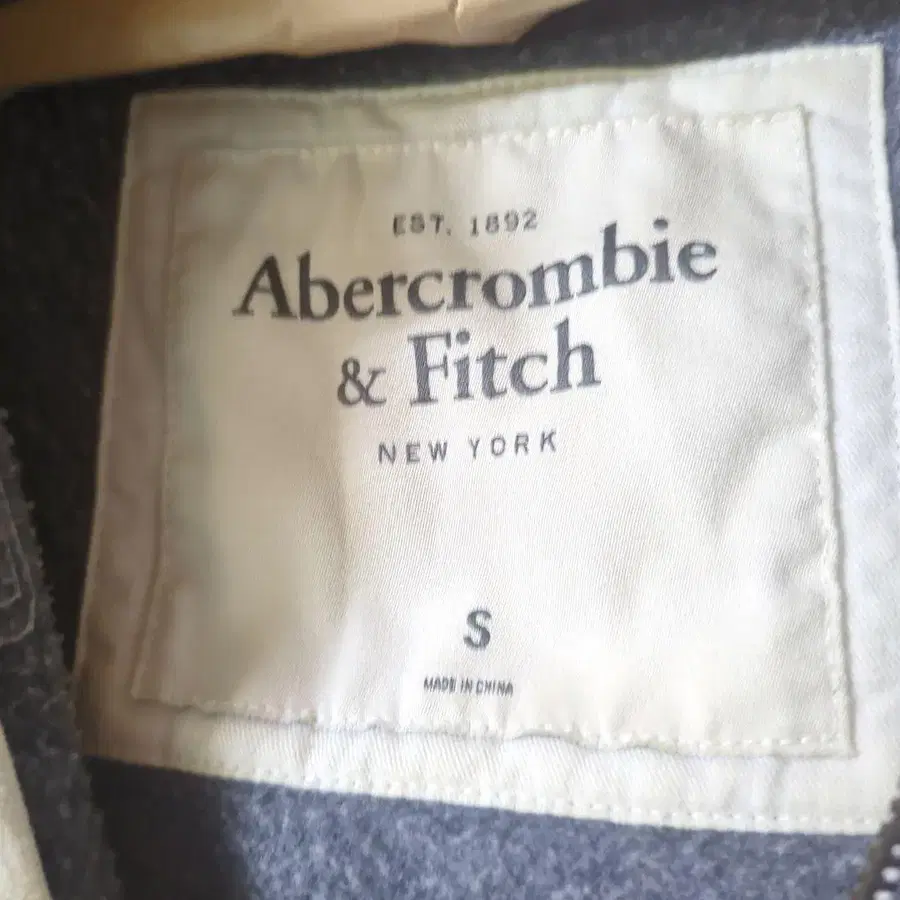 EST. 1892
Abercrombie
& Fitch
NEW YORK
S
MADE IN CHINA